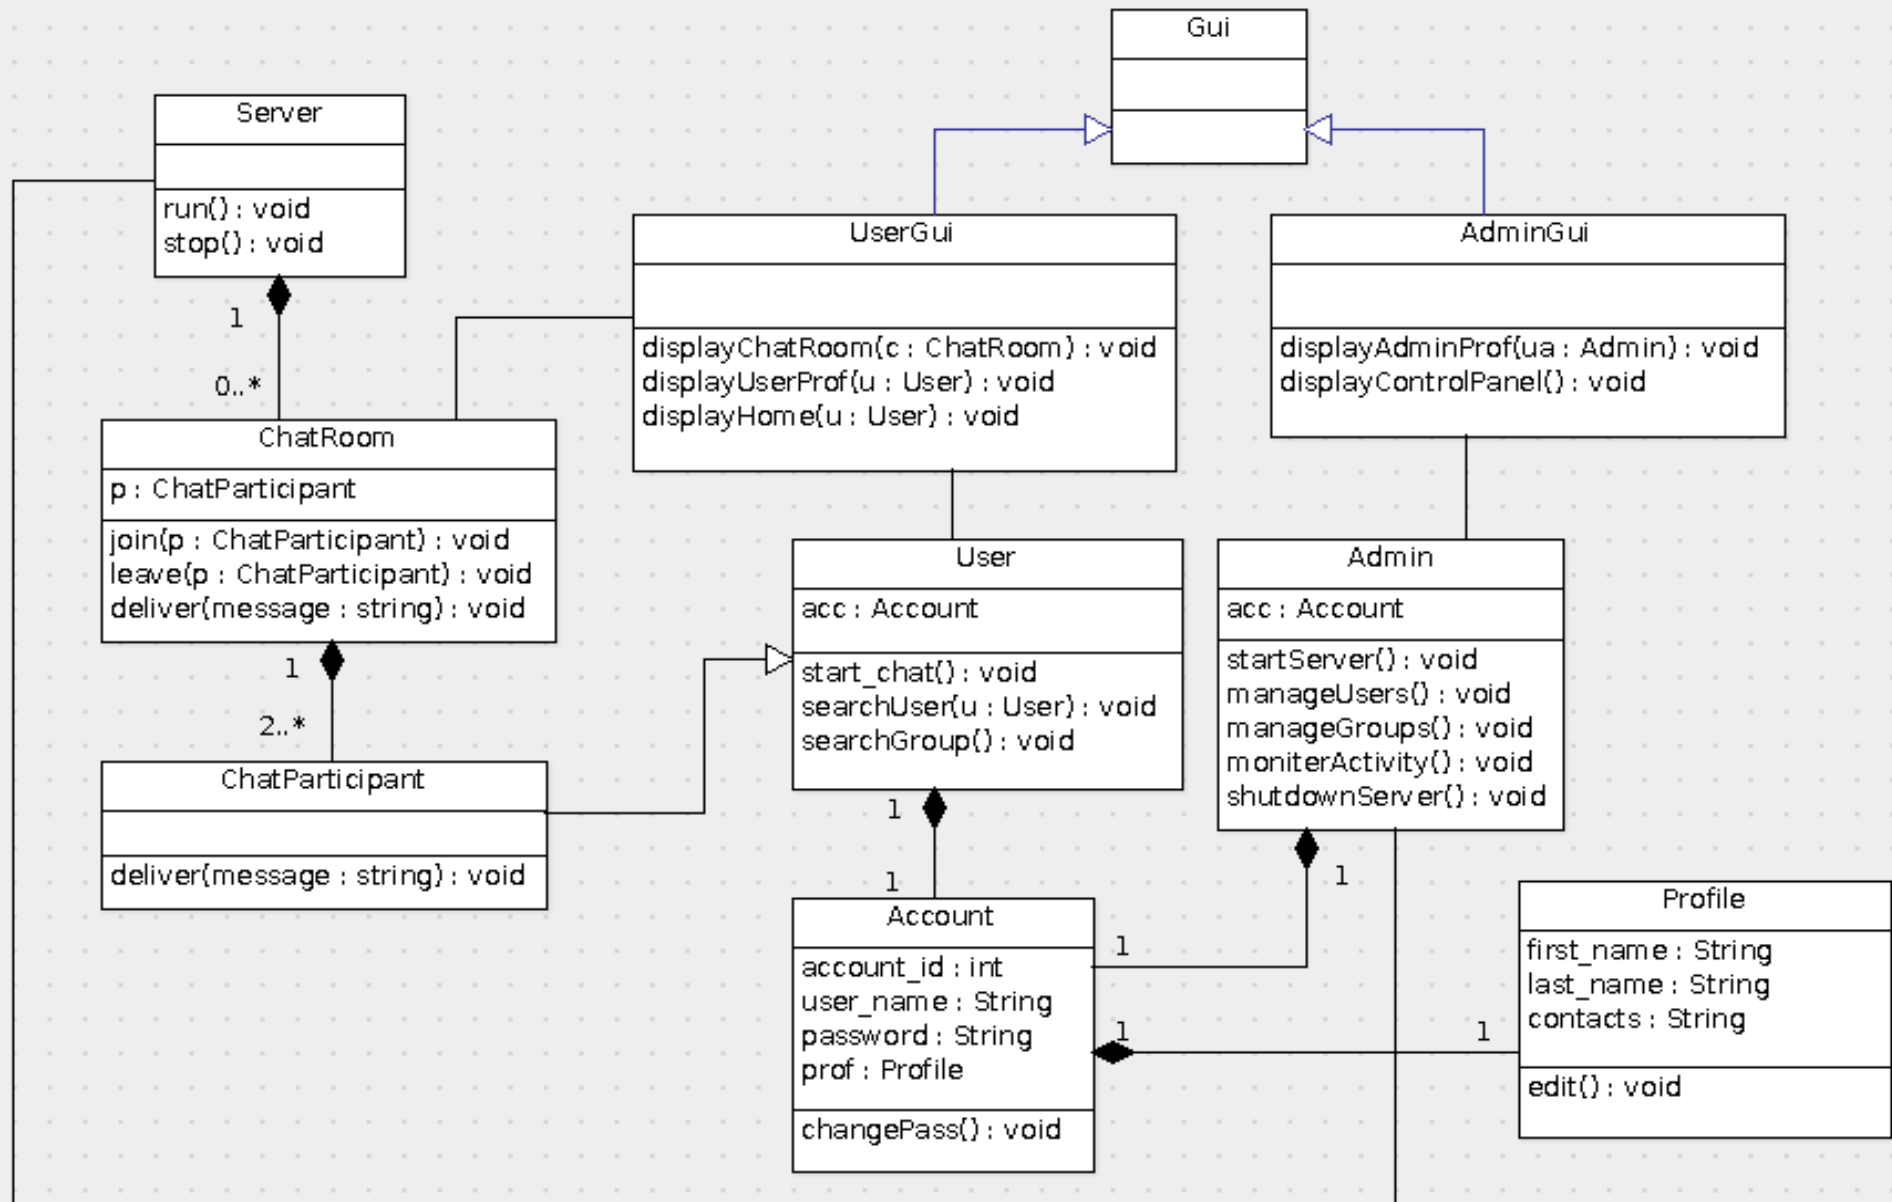 Gui
Server
run() : void
stop() : void
1
0..*
UserGui
displayChatRoom(c : ChatRoom) : void
displayUserProf(u : User) : void
displayHome(u : User) : void
AdminGui
displayAdminProf(ua : Admin) : void
displayControlPanel() : void
ChatRoom
p : ChatParticipant
join(p : ChatParticipant) : void
leave(p : ChatParticipant) : void
deliver(message : string) : void
1
2..*
User
acc : Account
start_chat() : void
searchUser(u : User) : void
searchGroup() : void
1
1
Admin
acc : Account
startServer() : void
manageUsers() : void
manageGroups() : void
moniterActivity() : void
shutdownServer() : void
1
1
ChatParticipant
deliver(message : string) : void
Account
account_id : int
user_name : String
password : String
prof : Profile
changePass() : void
1
1
Profile
first_name : String
last_name : String
contacts : String
edit() : void